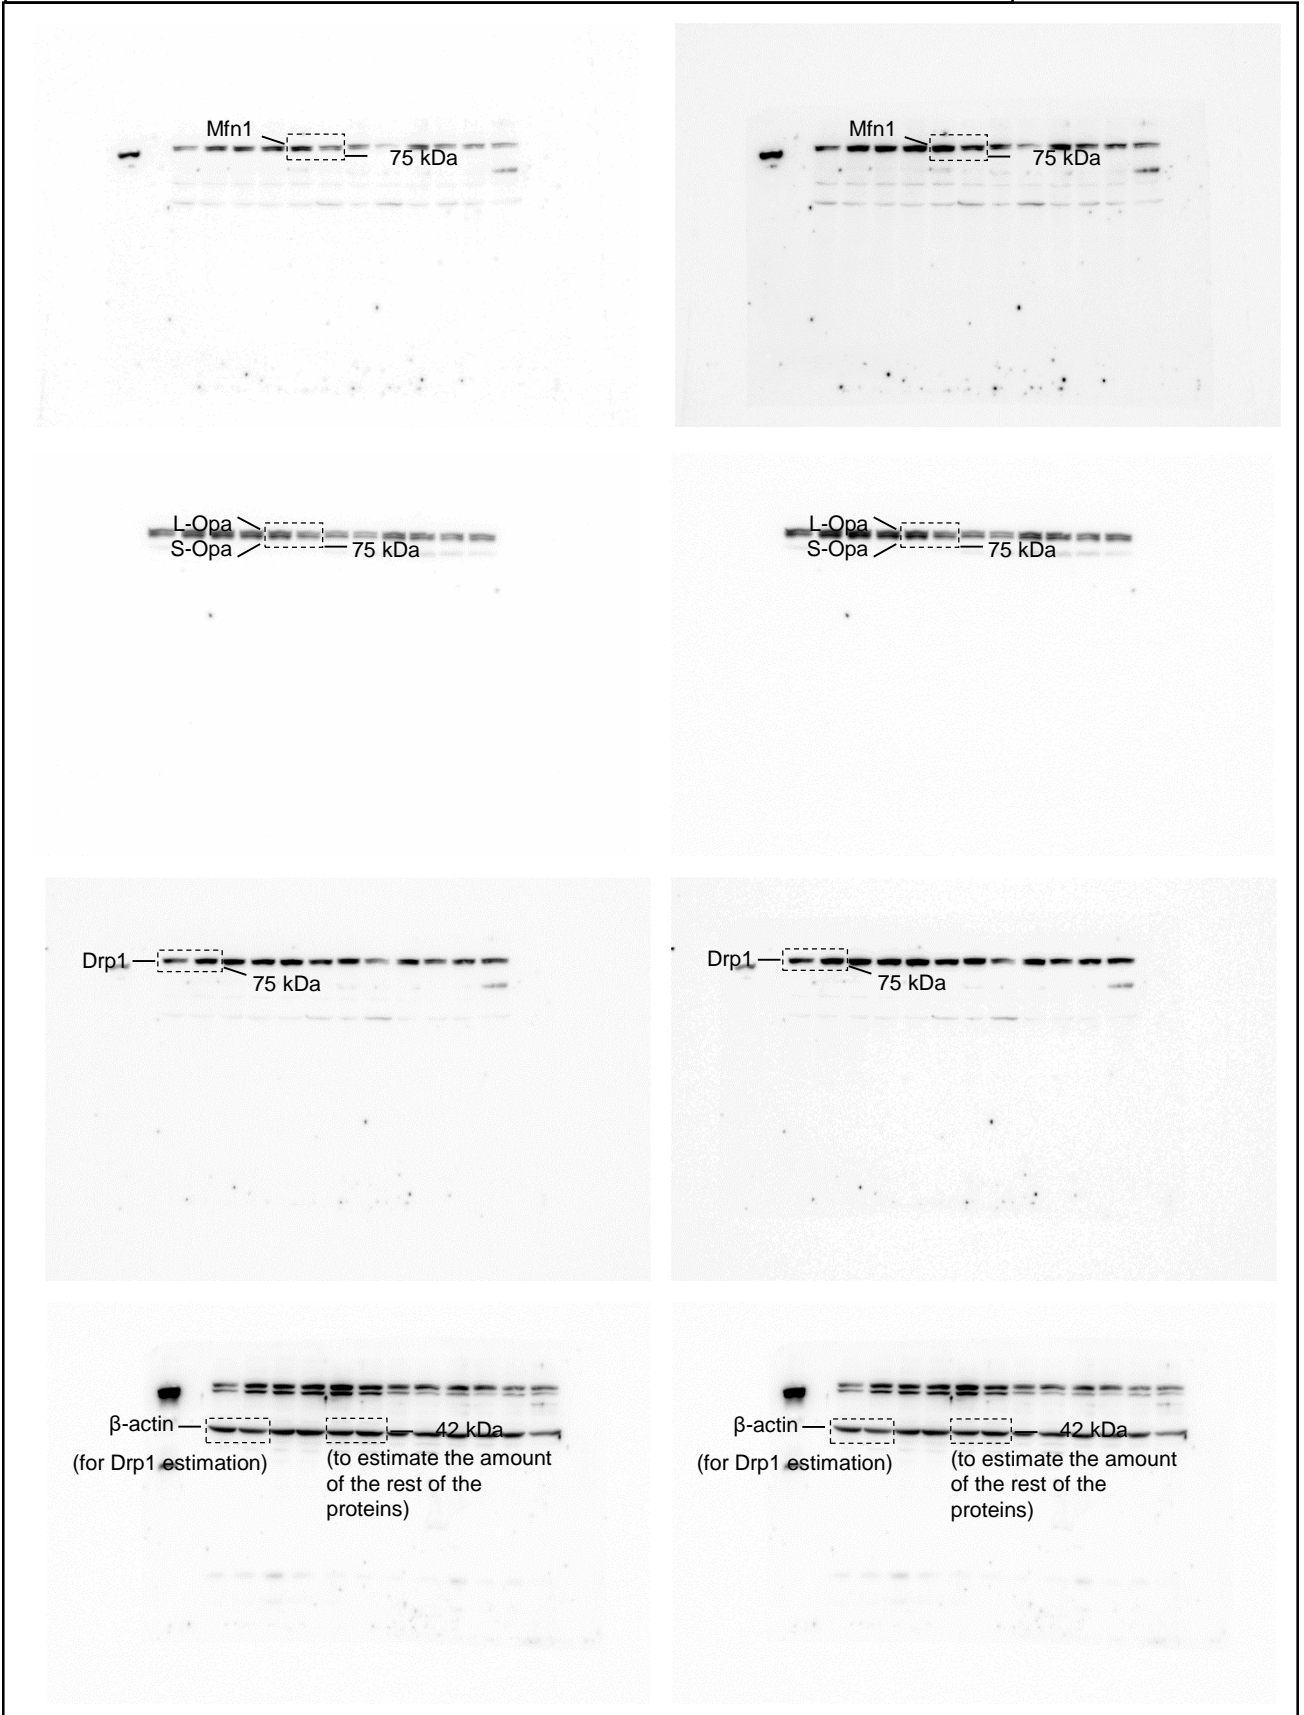 Mfn1
75 kDa
Mfn1
75 kDa
L-Opa
S-Opa
75 kDa
L-Opa
S-Opa
75 kDa
Drp1
75 kDa
Drp1
75 kDa
β-actin
42 kDa
(for Drp1 estimation)
(to estimate the amount
of the rest of the
proteins)
β-actin
42 kDa
(for Drp1 estimation)
(to estimate the amount
of the rest of the
proteins)